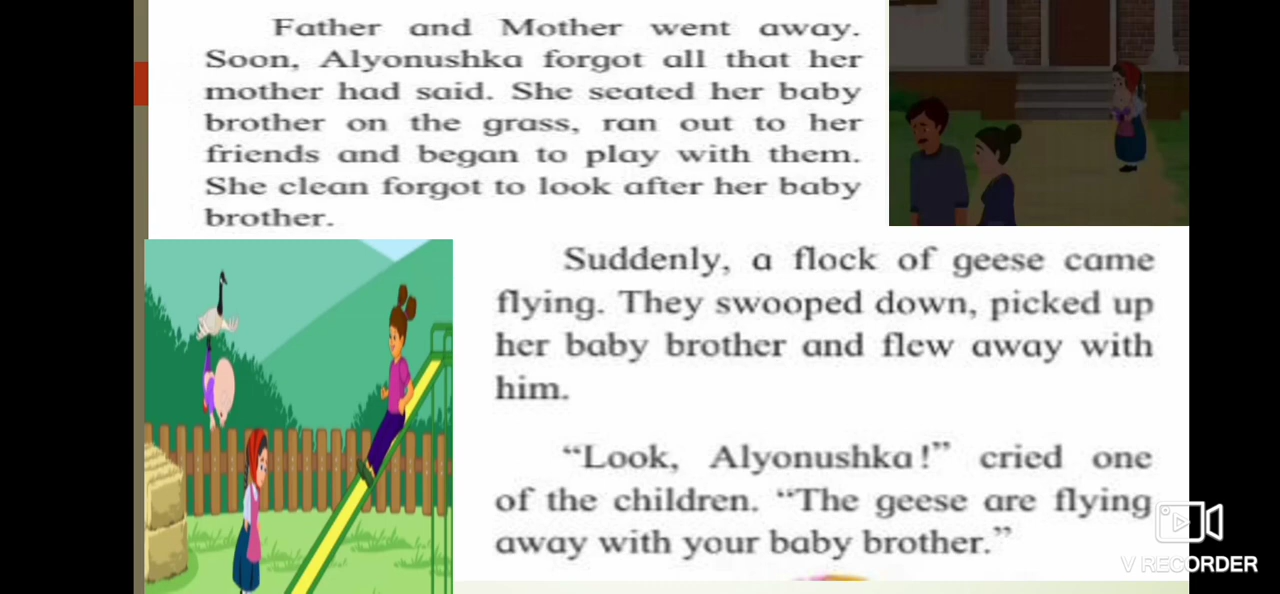 Father and Mother went away.
Soon, Alyonushka forgot all that her
mother had said. She seated her baby
brother on the grass, ran out to her
friends and began to play with them.
She clean forgot to look after her baby
brother.
Suddenly, a flock of geese came
flying. They swooped down, picked up
her baby brother and flew away with
him.
“Look, Alyonushka!” cried one
of the children. “The geese are flying
away with your baby brother.”
V RECORDER